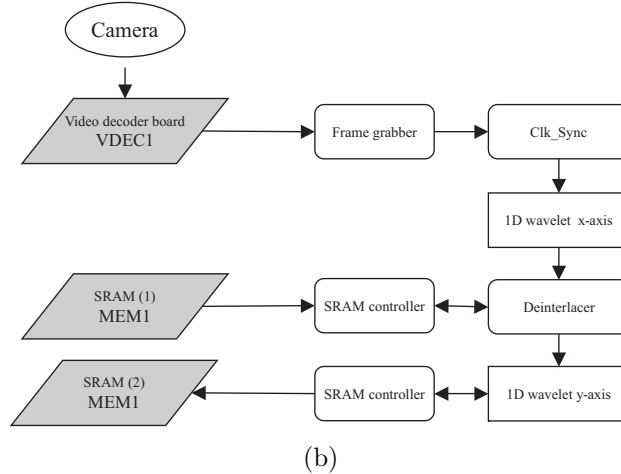 Camera
Video decoder board
VDEC1
Frame grabber
Clk_Sync
1D wavelet x-axis
SRAM (1)
MEM1
SRAM controller
Deinterlacer
SRAM (2)
MEM1
SRAM controller
1D wavelet y-axis
(b)